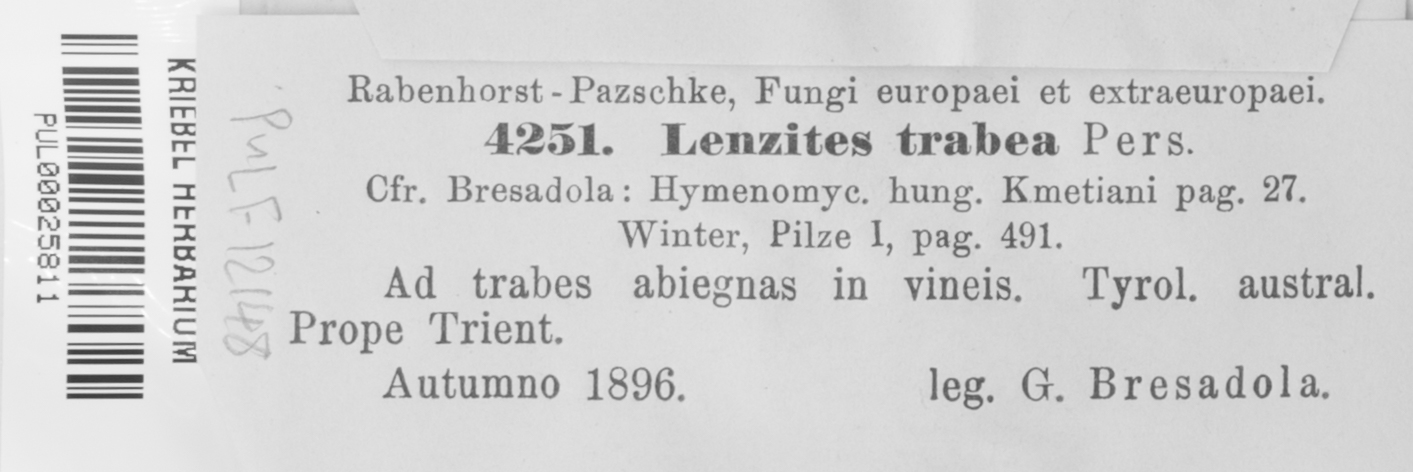 PUL00025811
KRIEBEL HERBARIUM
PUL F 12148
Rabenhorst-Pazschke, Fungi europaei et extraeuropaei.
4251. Lenzites trabea Pers.
Cfr. Bresadola: Hymenomyc. hung. Kmetiani pag. 27.
Winter, Pilze I, pag. 491.
Ad trabes abiegnas in vineis. Tyrol. austral.
Prope Trient.
Autumno 1896. leg. G. Bresadola.